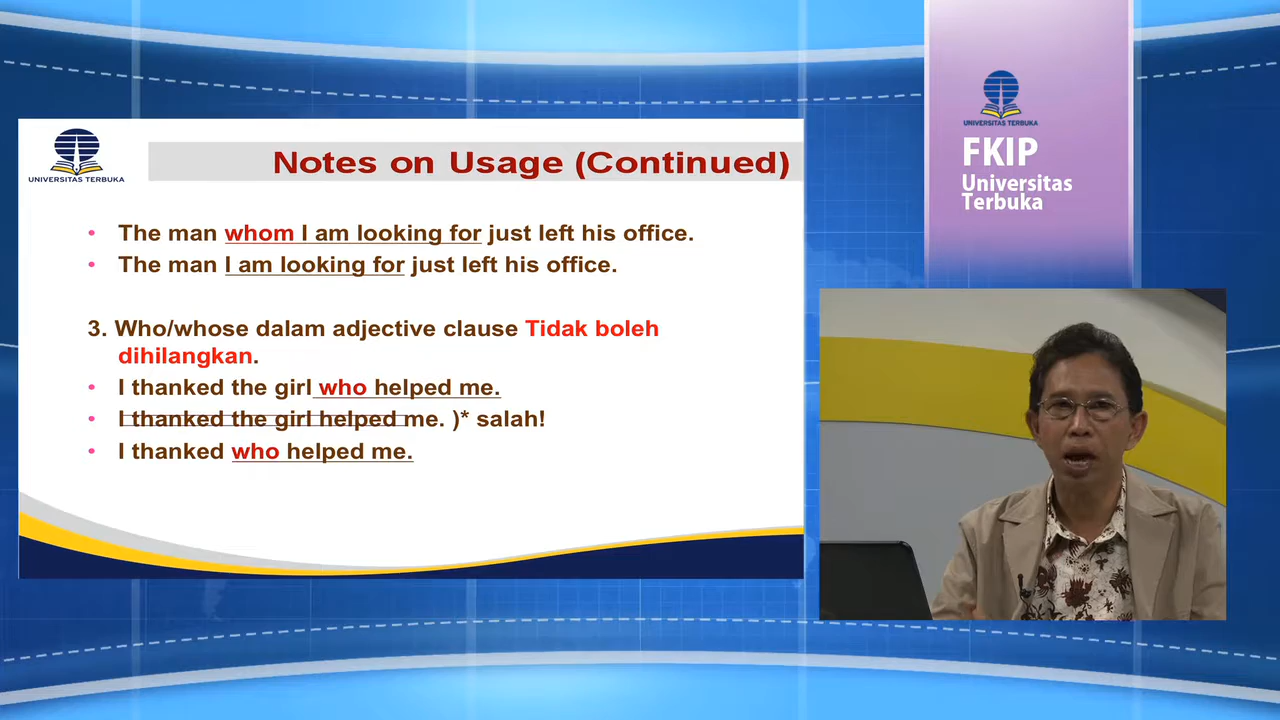 UNIVERSITAS TERBUKA
FKIP
Universitas
Terbuka
UNIVERSITAS TERBUKA
Notes on Usage (Continued)
• The man whom I am looking for just left his office.
• The man I am looking for just left his office.
3. Who/whose dalam adjective clause Tidak boleh
dihilangkan.
• I thanked the girl who helped me.
• I thanked the girl helped me. )* salah!
• I thanked who helped me.